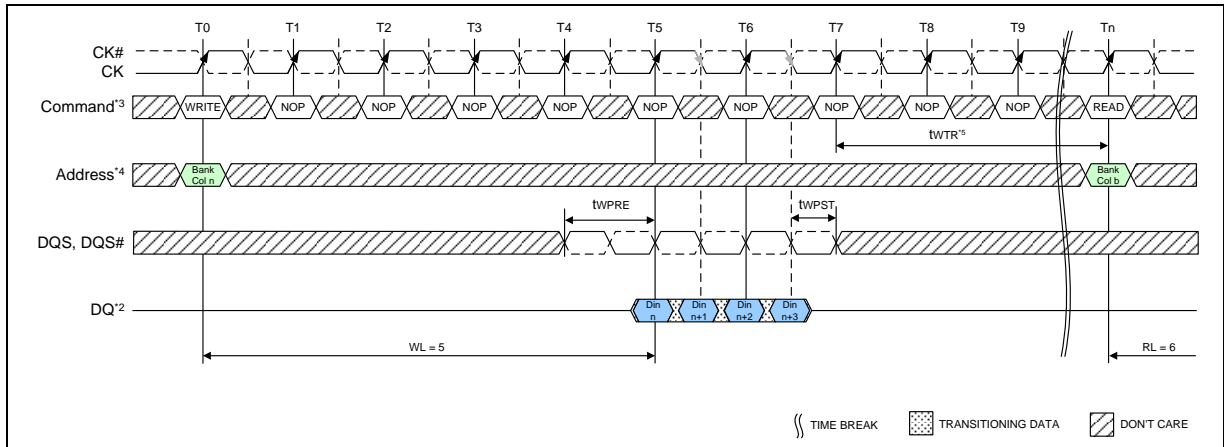 T0 T1 T2 T3 T4 T5 T6 T7 T8 T9 Tn
CK#
CK
Command*3 WRITE NOP NOP NOP NOP NOP NOP NOP NOP NOP READ
tWTR*5
Address*4 Bank Col n Bank Col b
tWPRE tWPST
DQS, DQS#
DQ*2 Din n Din n+1 Din n+2 Din n+3
WL = 5 RL = 6
TIME BREAK TRANSITIONING DATA DON'T CARE